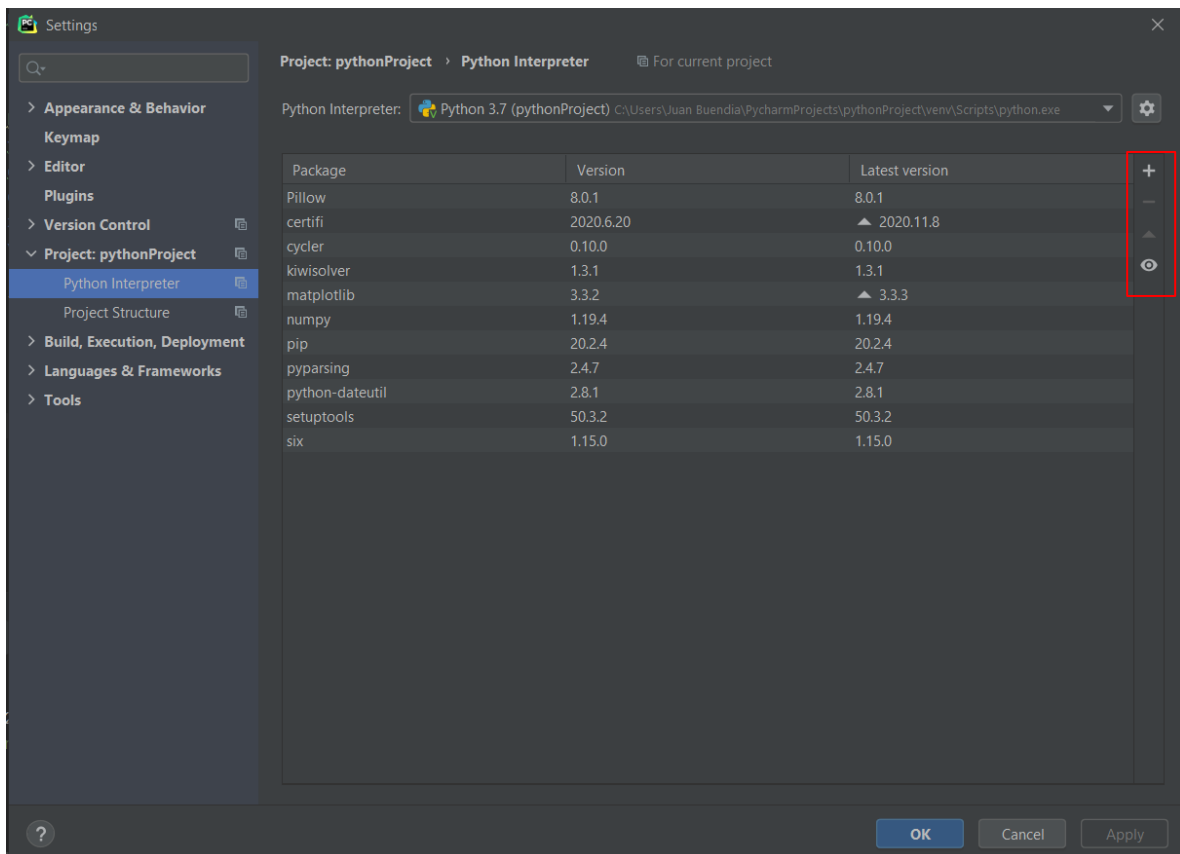 Settings
Project: pythonProject › Python Interpreter For current project
Python Interpreter: Python 3.7 (pythonProject) C:\Users\Juan Buendia\PycharmProjects\pythonProject\venv\Scripts\python.exe
Appearance & Behavior
Keymap
Editor
Plugins
Version Control
Project: pythonProject
Python Interpreter
Project Structure
Build, Execution, Deployment
Languages & Frameworks
Tools
Package Version Latest version
Pillow 8.0.1 8.0.1
certifi 2020.6.20 ▲ 2020.11.8
cycler 0.10.0 0.10.0
kiwisolver 1.3.1 1.3.1
matplotlib 3.3.2 ▲ 3.3.3
numpy 1.19.4 1.19.4
pip 20.2.4 20.2.4
pyparsing 2.4.7 2.4.7
python-dateutil 2.8.1 2.8.1
setuptools 50.3.2 50.3.2
six 1.15.0 1.15.0
? OK Cancel Apply